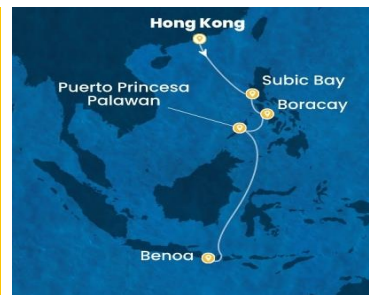 Hong Kong
Subic Bay
Puerto Princesa
Palawan
Boracay
Benoa